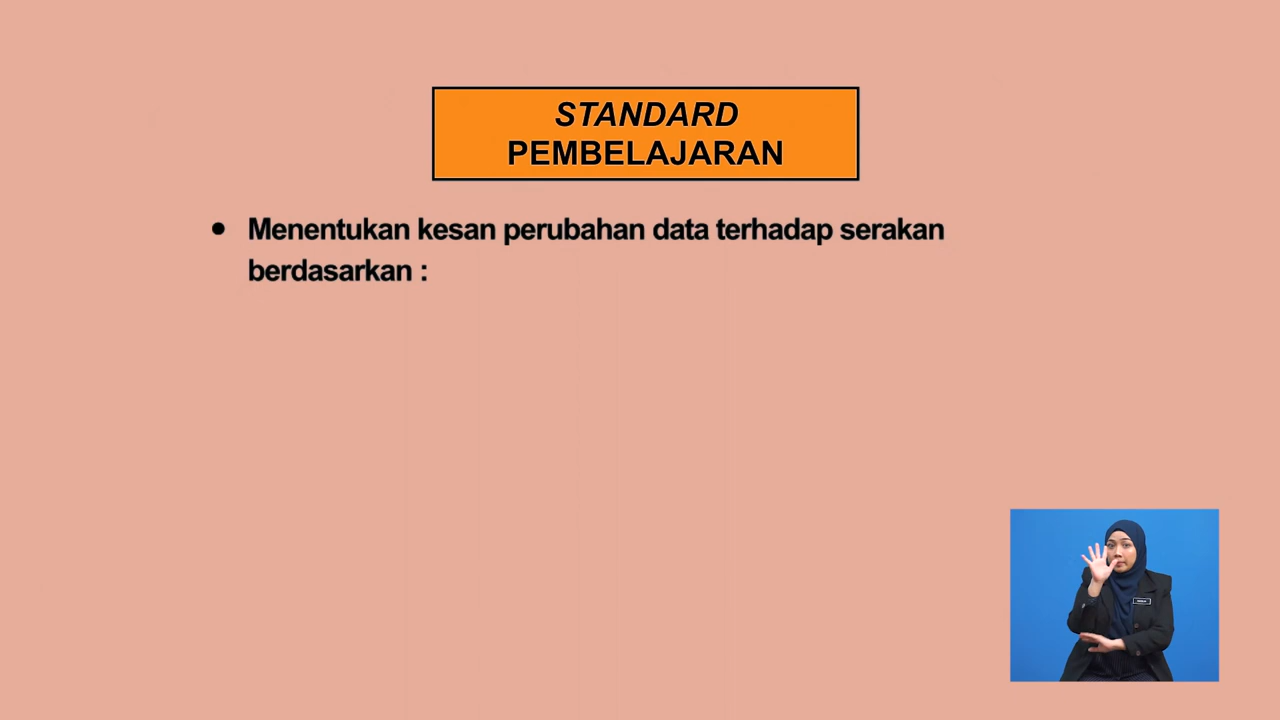 STANDARD
PEMBELAJARAN
• Menentukan kesan perubahan data terhadap serakan
berdasarkan :